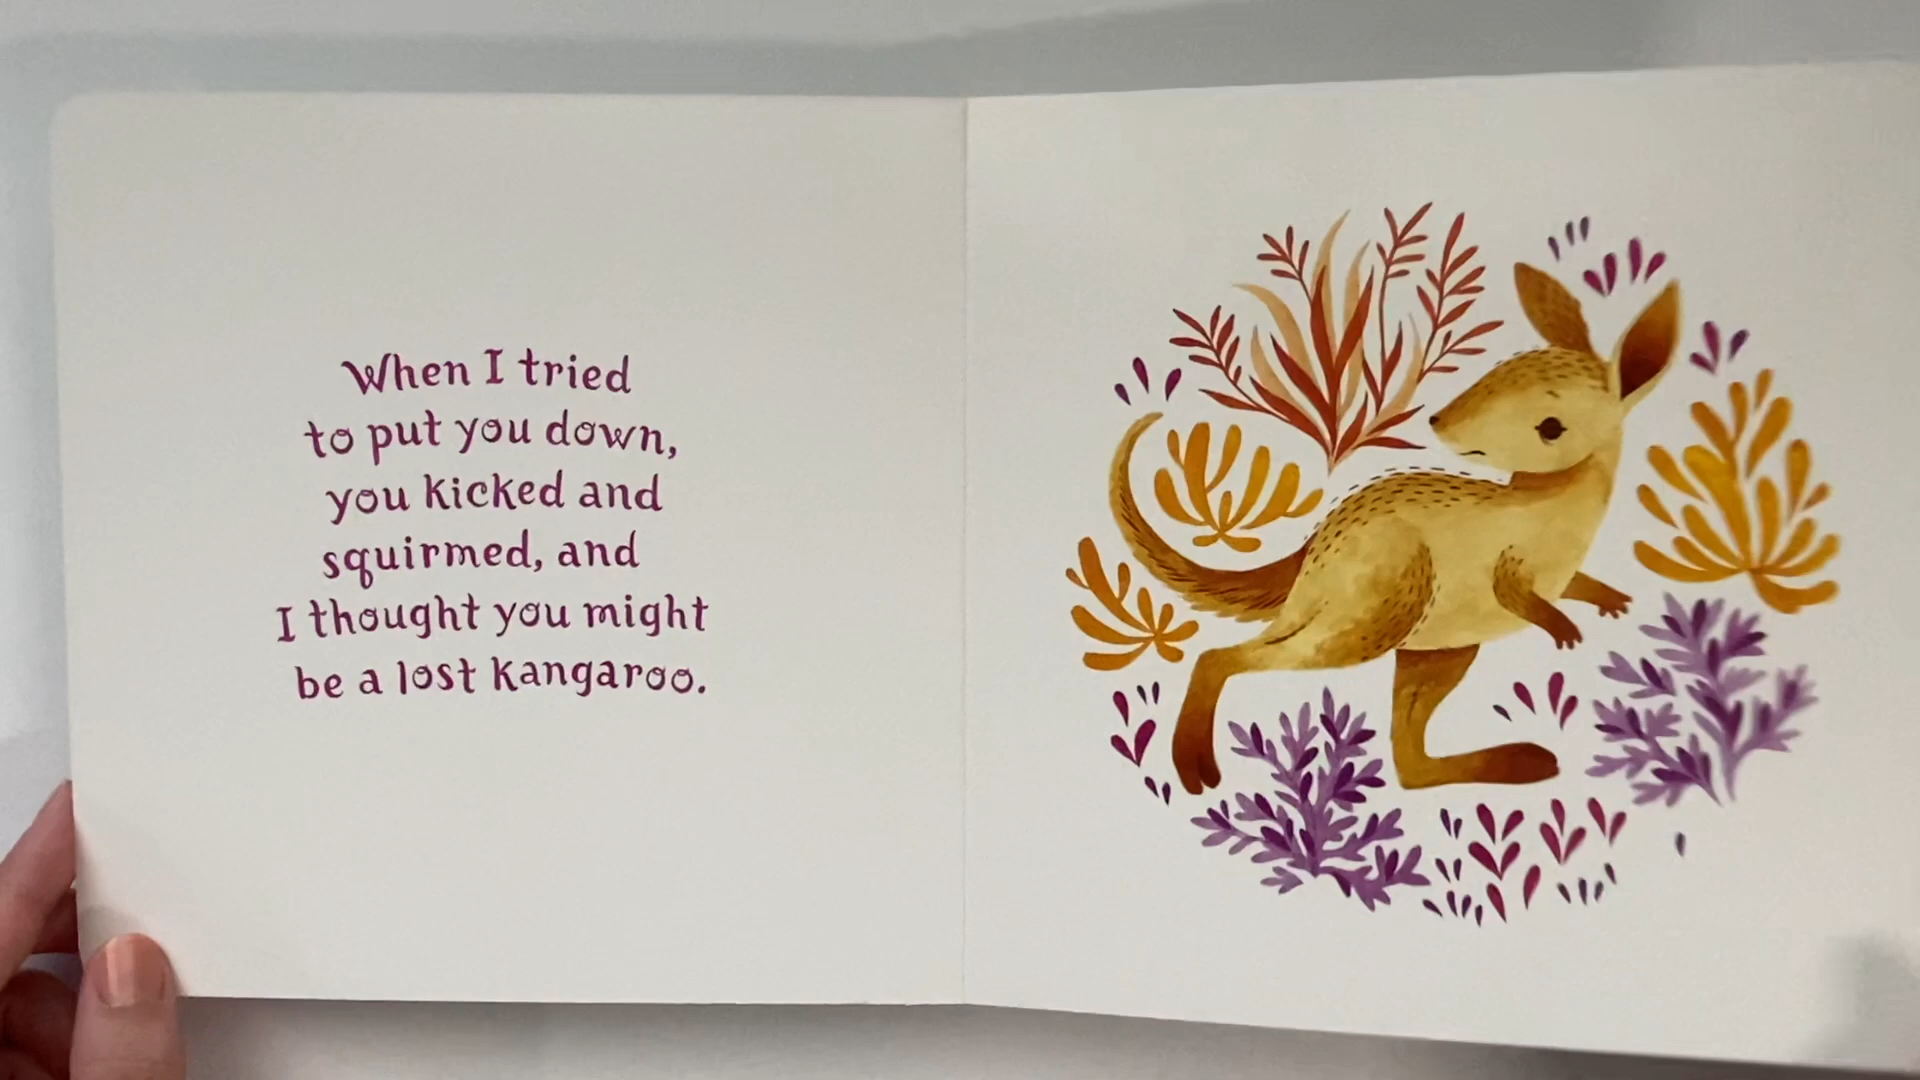 When I tried
to put you down,
you kicked and
squirmed, and
I thought you might
be a lost kangaroo.